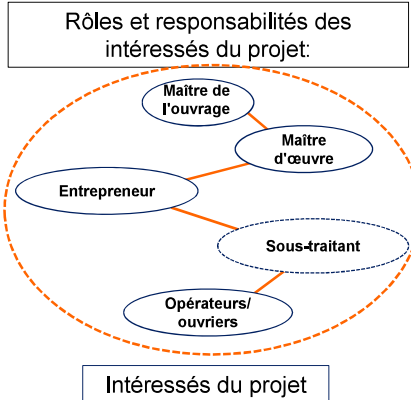 Rôles et responsabilités des
intéressés du projet:
Maître de
l'ouvrage
Maître
d'œuvre
Entrepreneur
Sous-traitant
Opérateurs/
ouvriers
Intéressés du projet